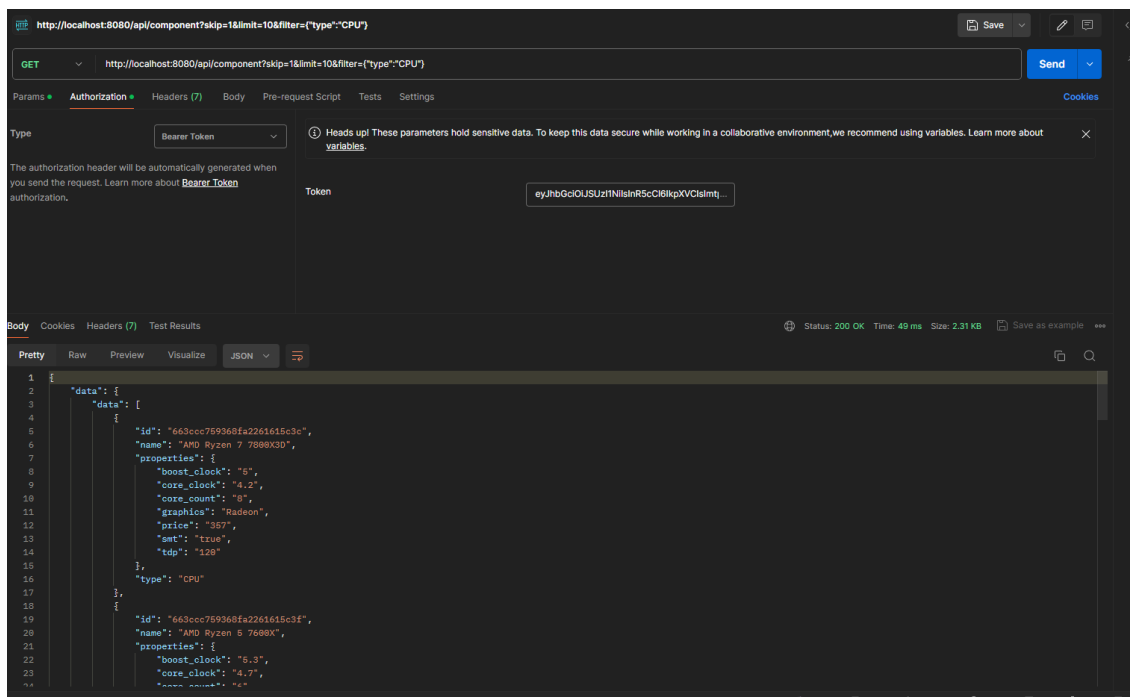 HTTP http://localhost:8080/api/component?skip=1&limit=10&filter={"type":"CPU"} Save
GET http://localhost:8080/api/component?skip=1&limit=10&filter={"type":"CPU"} Send
Params Authorization Headers (7) Body Pre-request Script Tests Settings Cookies
Type Bearer Token
The authorization header will be automatically generated when
you send the request. Learn more about Bearer Token
authorization.
Heads up! These parameters hold sensitive data. To keep this data secure while working in a collaborative environment,we recommend using variables. Learn more about
variables.
Token
Body Cookies Headers (7) Test Results Status: 200 OK Time: 49 ms Size: 2.31 KB Save as example
Pretty Raw Preview Visualize JSON
1 {
2 "data": {
3 "data": [
4 {
5 "id": "663ccc759368fa2261615c3c",
6 "name": "AMD Ryzen 7 7800X3D",
7 "properties": {
8 "boost_clock": "5",
9 "core_clock": "4.2",
10 "core_count": "8",
11 "graphics": "Radeon",
12 "price": "357",
13 "smt": "true",
14 "tdp": "120"
15 },
16 "type": "CPU"
17 },
18 {
19 "id": "663ccc759368fa2261615c3f",
20 "name": "AMD Ryzen 5 7600X",
21 "properties": {
22 "boost_clock": "5.3",
23 "core_clock": "4.7",
24 "core_count": "6"